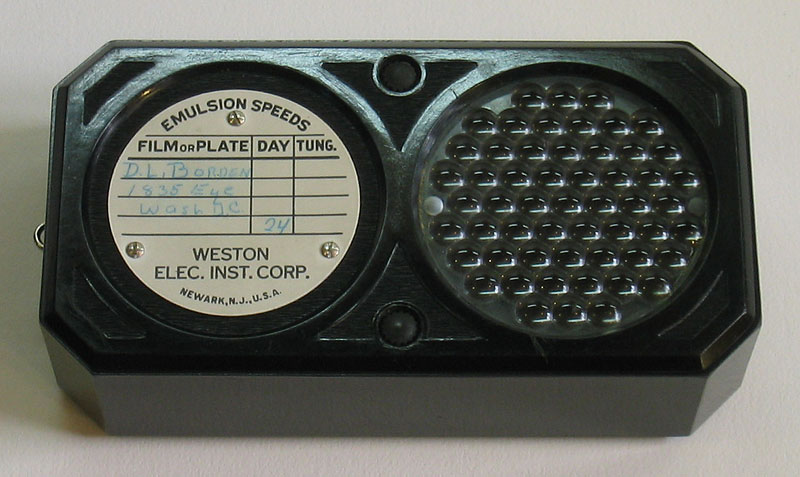 EMULSION SPEEDS
FILM OR PLATE DAY TUNG.
D.L. BORDEN
1835 Eye
Wash DC
24
WESTON
ELEC. INST. CORP.
NEWARK, N.J., U.S.A.